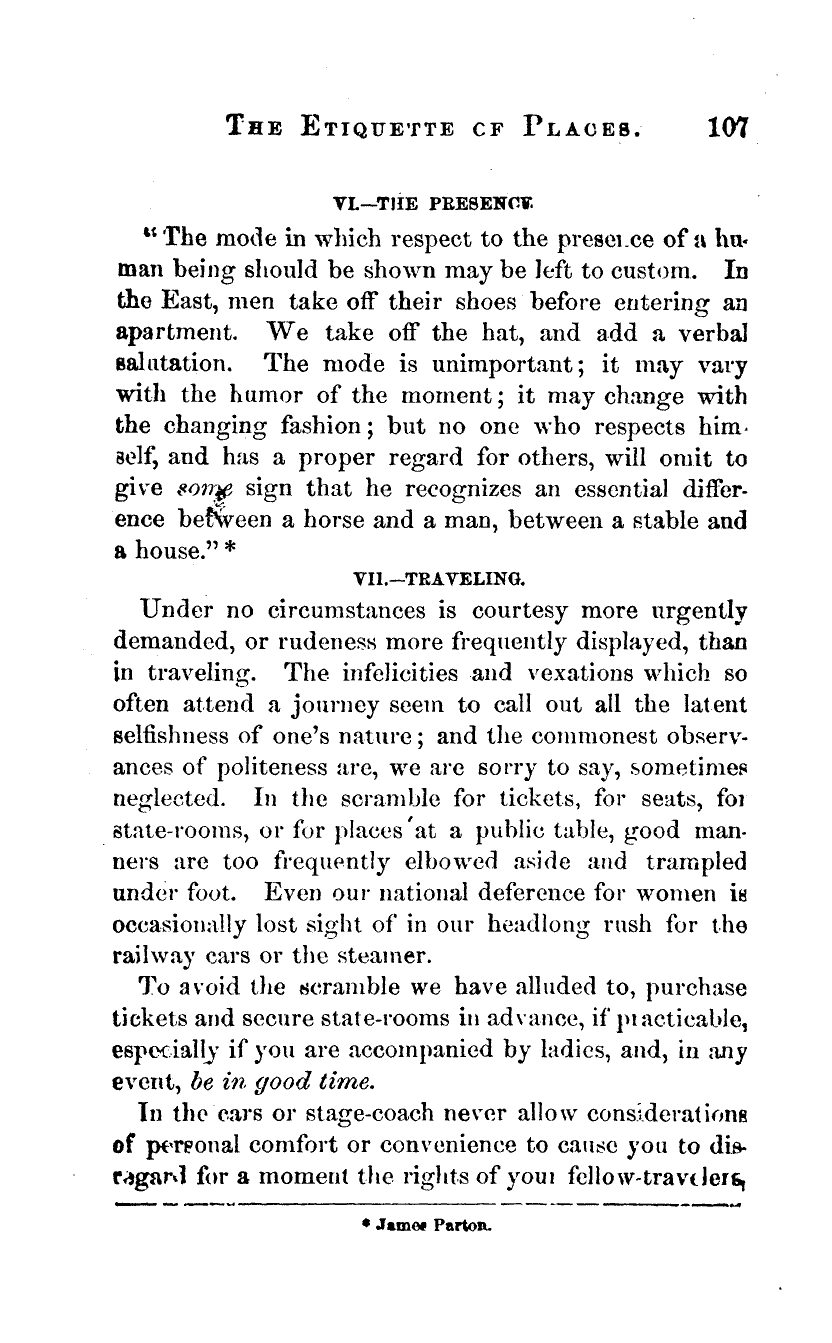 THE ETIQUETTE OF PLACES. 107
VI.—THE PRESENCE.
“The mode in which respect to the presence of a hu-
man being should be shown may be left to custom. In
the East, men take off their shoes before entering an
apartment. We take off the hat, and add a verbal
salutation. The mode is unimportant; it may vary
with the humor of the moment; it may change with
the changing fashion; but no one who respects him-
self, and has a proper regard for others, will omit to
give some sign that he recognizes an essential differ-
ence between a horse and a man, between a stable and
a house.” *
VII.—TRAVELING.
Under no circumstances is courtesy more urgently
demanded, or rudeness more frequently displayed, than
in traveling. The infelicities and vexations which so
often attend a journey seem to call out all the latent
selfishness of one’s nature; and the commonest observ-
ances of politeness are, we are sorry to say, sometimes
neglected. In the scramble for tickets, for seats, for
state-rooms, or for places at a public table, good man-
ners are too frequently elbowed aside and trampled
under foot. Even our national deference for women is
occasionally lost sight of in our headlong rush for the
railway cars or the steamer.
To avoid the scramble we have alluded to, purchase
tickets and secure state-rooms in advance, if practicable,
especially if you are accompanied by ladies, and, in any
event, be in good time.
In the cars or stage-coach never allow considerations
of personal comfort or convenience to cause you to dis-
regard for a moment the rights of your fellow-travelers,
* James Parton.